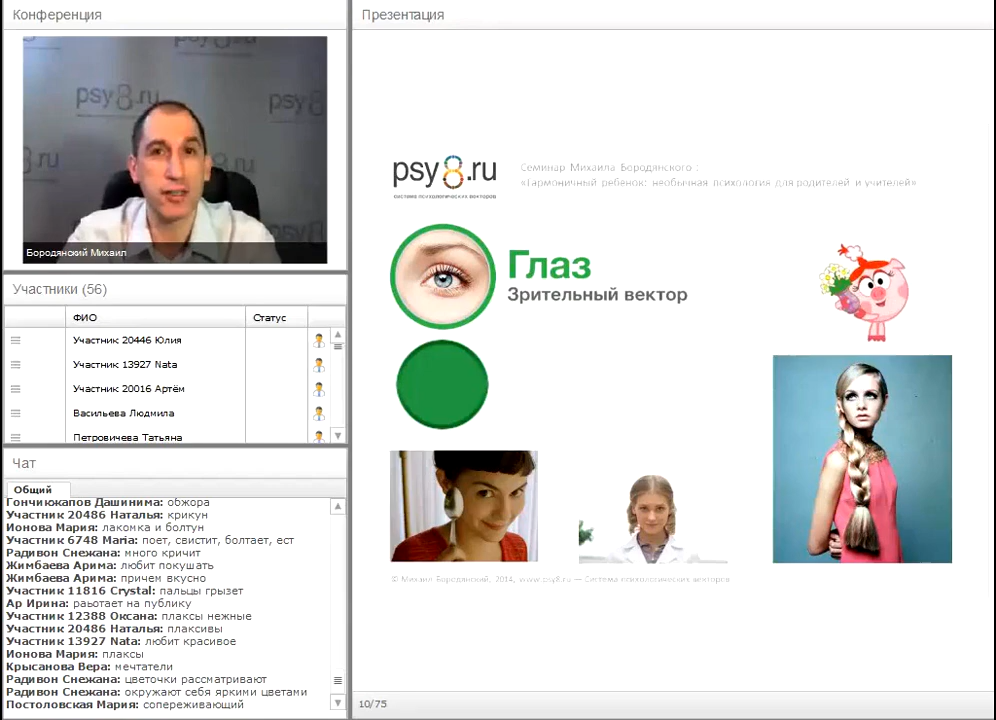 Конференция
psy8.ru
Бородянский Михаил
Участники (56)
ФИО
Статус
Участник 20446 Юлия
Участник 13927 Nata
Участник 20016 Артём
Васильева Людмила
Петровичева Татьяна
Чат
Общий
Гончиюкапов Дашинима: обжора
Участник 20486 Наталья: крикун
Ионова Мария: лакомка и болтун
Участник 6748 Maria: поет, свистит, болтает, ест
Радивон Снежана: много кричит
Жимбаева Арима: любит покушать
Жимбаева Арима: причем вкусно
Участник 11816 Crystal: пальцы грызет
Ар Ирина: раьотает на публику
Участник 12388 Оксана: плаксы нежные
Участник 20486 Наталья: плаксивы
Участник 13927 Nata: любит красивое
Ионова Мария: плаксы
Крысанова Вера: мечтатели
Радивон Снежана: цветочки рассматривают
Радивон Снежана: окружают себя яркими цветами
Постоловская Мария: сопереживающий
Презентация
psy8.ru
система психологических векторов
Семинар Михаила Бородянского :
«Гармоничный ребенок: необычная психология для родителей и учителей»
Глаз
Зрительный вектор
© Михаил Бородянский, 2014, www.psy8.ru — Система психологических векторов
10/75